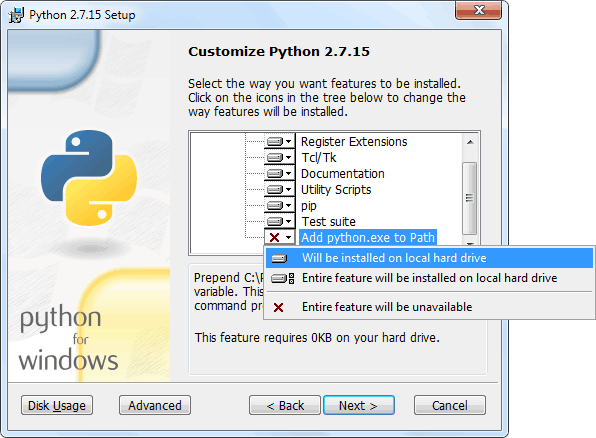 Python 2.7.15 Setup
Customize Python 2.7.15
Select the way you want features to be installed.
Click on the icons in the tree below to change the
way features will be installed.
Register Extensions
Tcl/Tk
Documentation
Utility Scripts
pip
Test suite
Add python.exe to Path
Will be installed on local hard drive
Entire feature will be installed on local hard drive
Entire feature will be unavailable
Prepend C:\
variable. This
command
This feature requires 0KB on your hard drive.
python
for
windows
Disk Usage
Advanced
< Back
Next >
Cancel